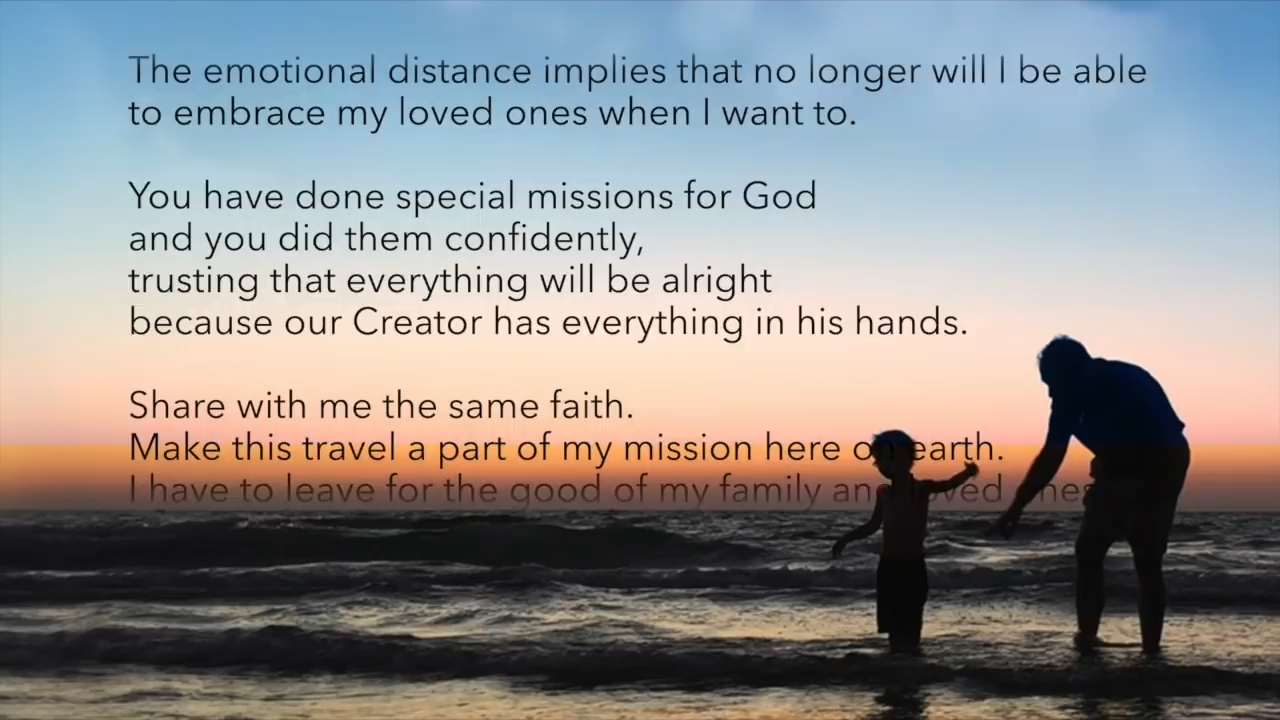 The emotional distance implies that no longer will I be able
to embrace my loved ones when I want to.
You have done special missions for God
and you did them confidently,
trusting that everything will be alright
because our Creator has everything in his hands.
Share with me the same faith.
Make this travel a part of my mission here on earth.
I have to leave for the good of my family and loved ones